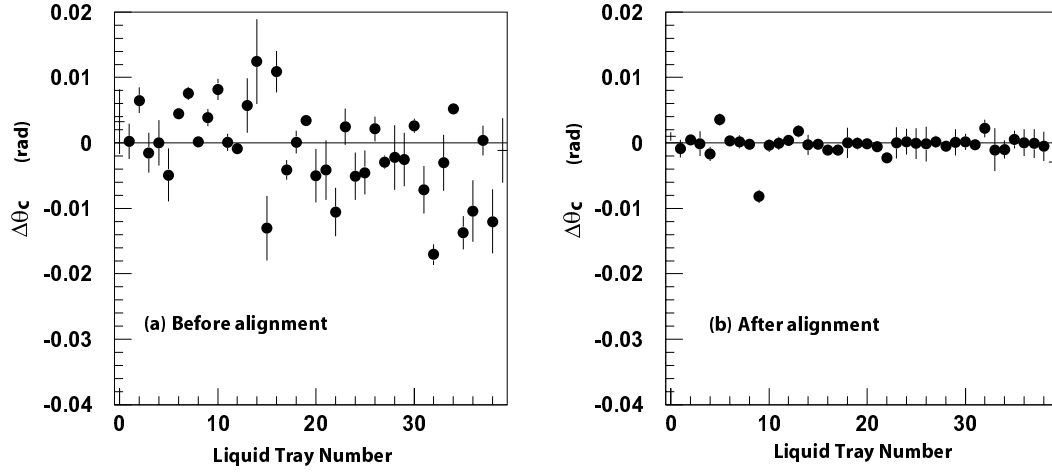 0.02
0.01
0
-0.01
-0.02
-0.03
-0.04
Δθc (rad)
(a) Before alignment
0 10 20 30
Liquid Tray Number
0.02
0.01
0
-0.01
-0.02
-0.03
-0.04
Δθc (rad)
(b) After alignment
0 10 20 30
Liquid Tray Number